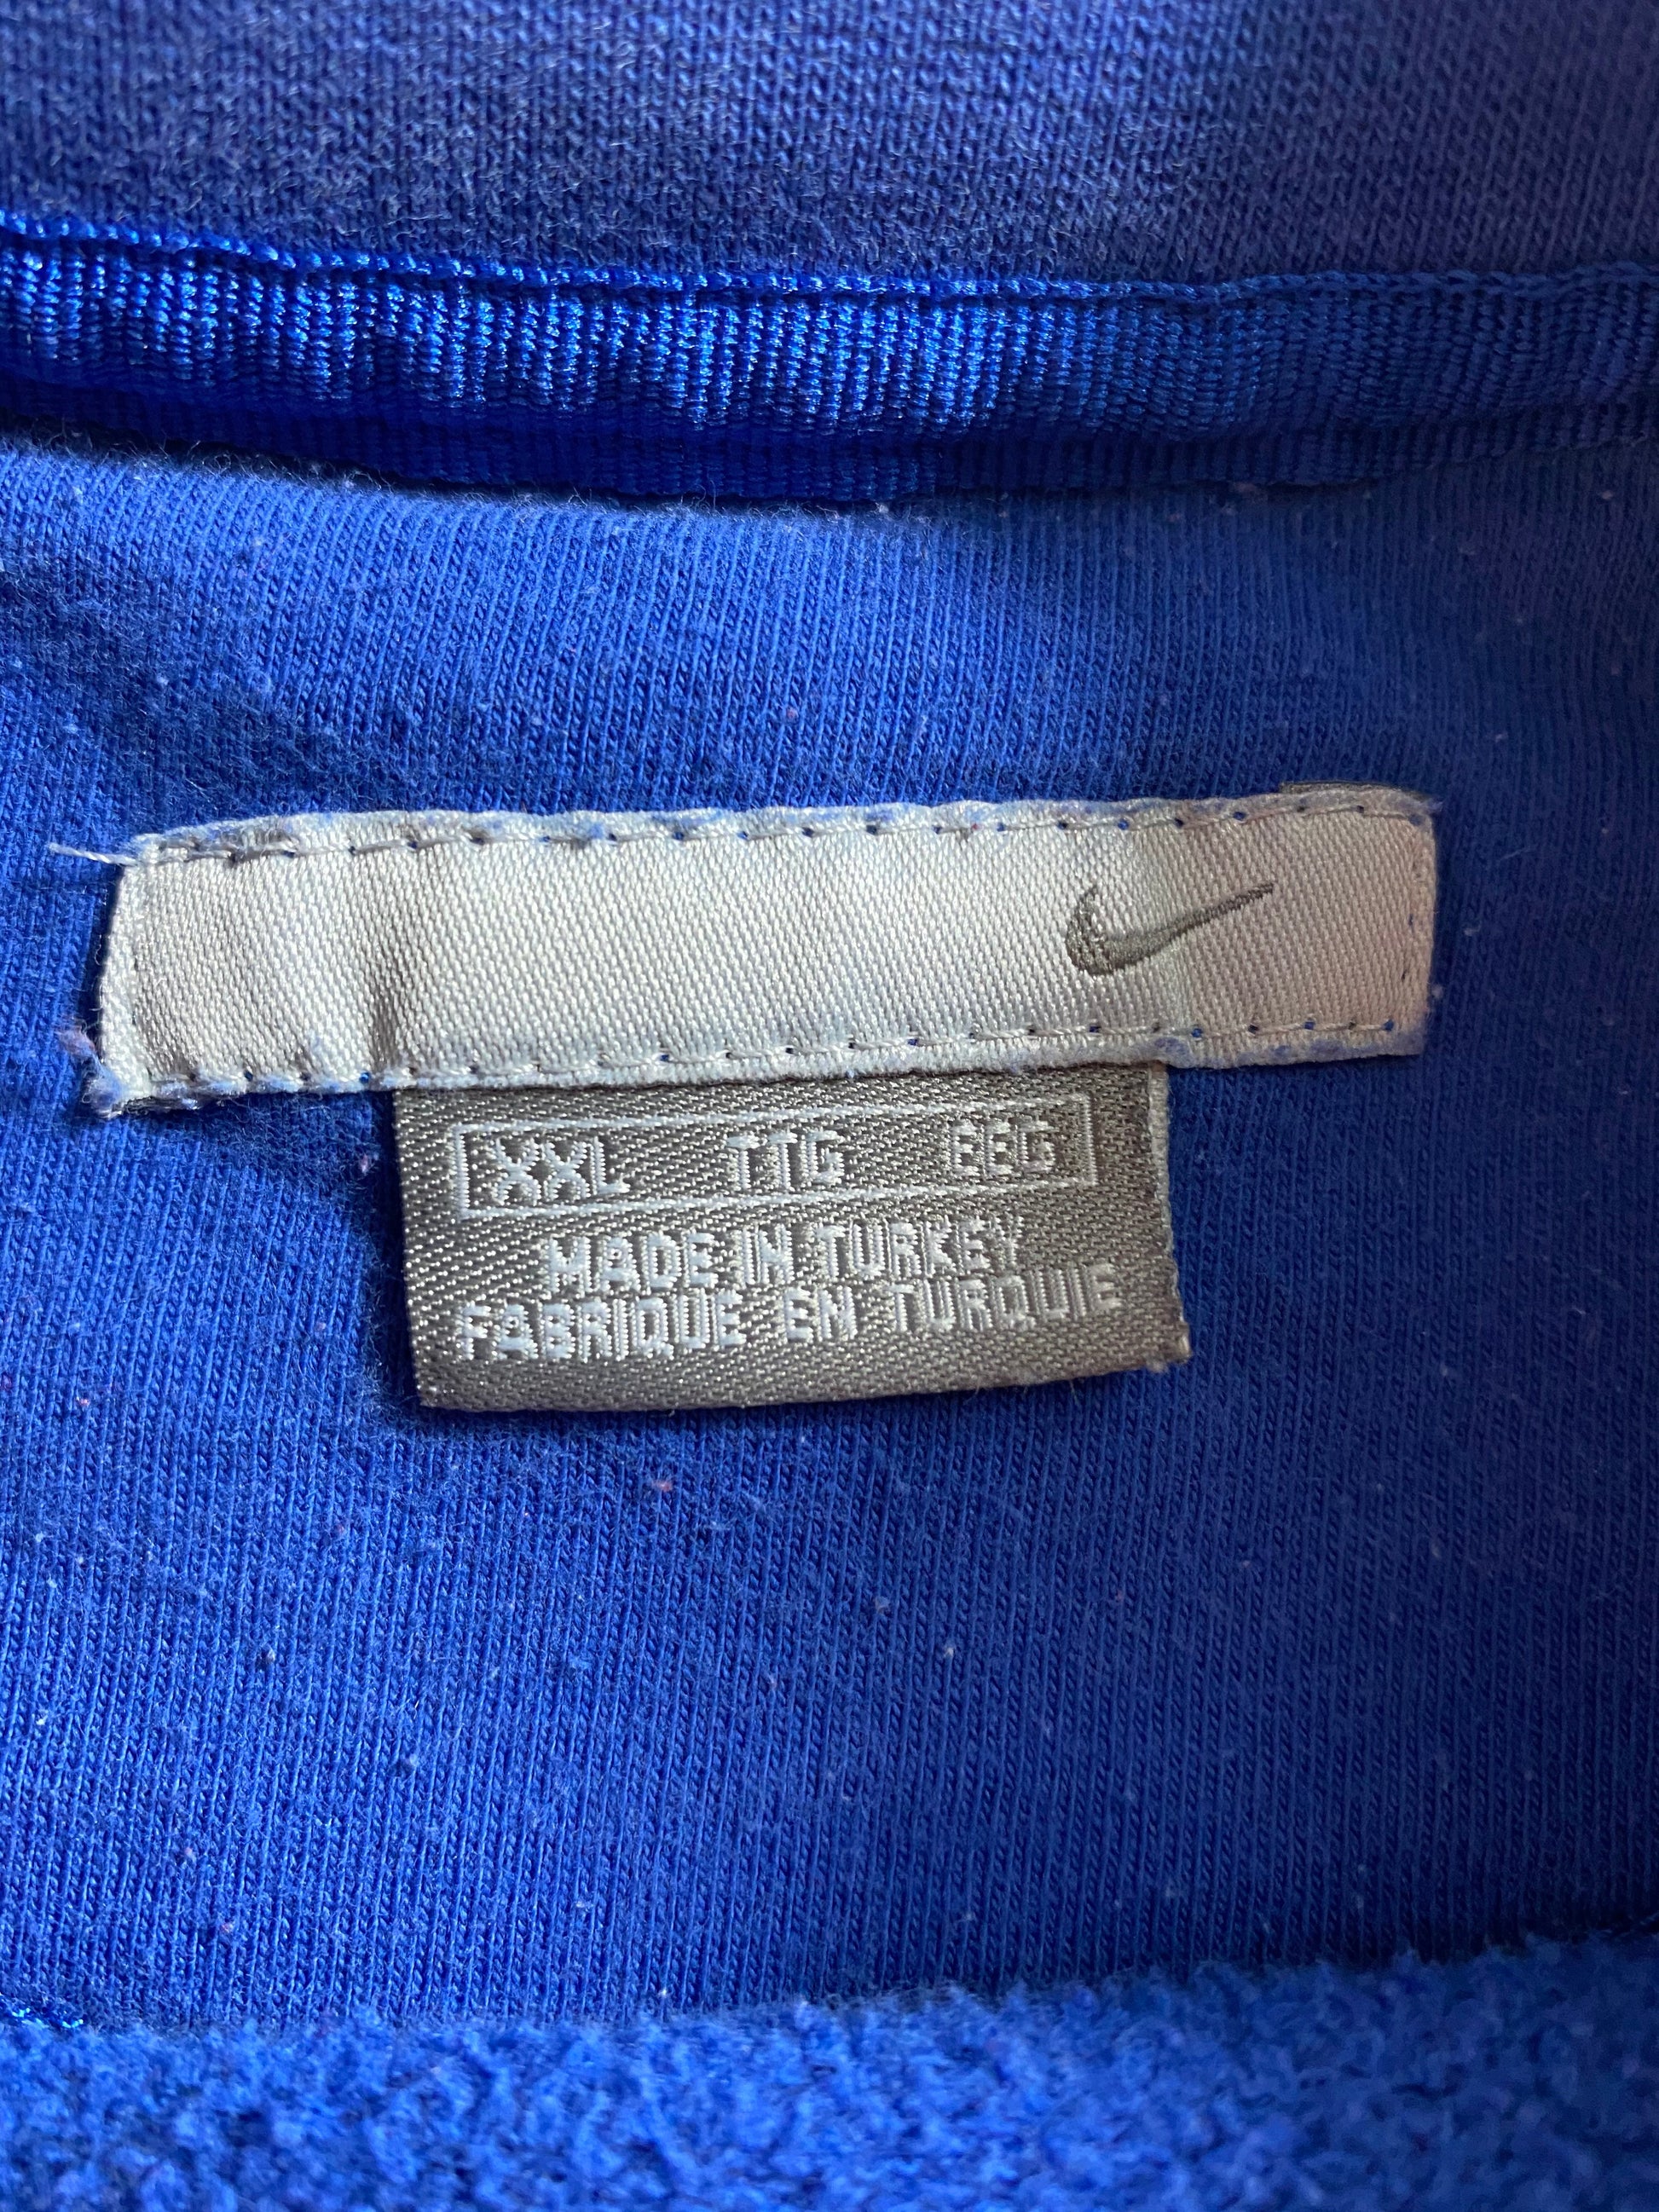 XXL TTG EEG
MADE IN TURKEY
FABRIQUE EN TURQUIE